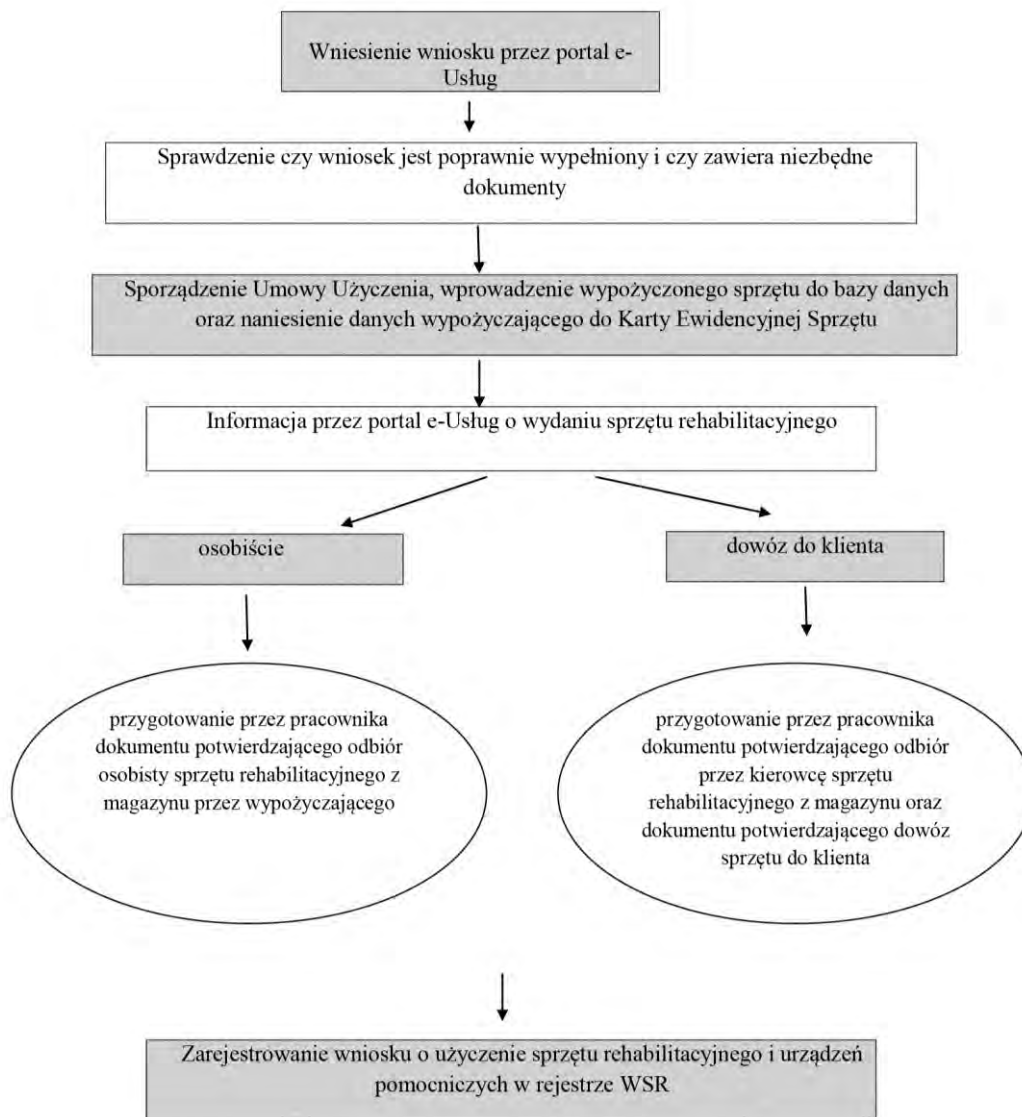 Wniesienie wniosku przez portal e-
Usług
Sprawdzenie czy wniosek jest poprawnie wypełniony i czy zawiera niezbędne
dokumenty
Sporządzenie Umowy Użyczenia, wprowadzenie wypożyczonego sprzętu do bazy danych
oraz naniesienie danych wypożyczającego do Karty Ewidencyjnej Sprzętu
Informacja przez portal e-Usług o wydaniu sprzętu rehabilitacyjnego
osobiście
dowóz do klienta
przygotowanie przez pracownika
dokumentu potwierdzającego odbiór
osobisty sprzętu rehabilitacyjnego z
magazynu przez wypożyczającego
przygotowanie przez pracownika
dokumentu potwierdzającego odbiór
przez kierowcę sprzętu
rehabilitacyjnego z magazynu oraz
dokumentu potwierdzającego dowóz
sprzętu do klienta
Zarejestrowanie wniosku o użyczenie sprzętu rehabilitacyjnego i urządzeń
pomocniczych w rejestrze WSR